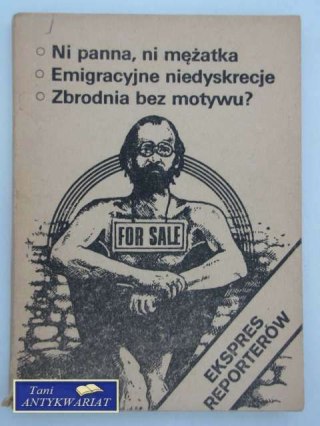 ○ Ni panna, ni mężatka
○ Emigracyjne niedyskrecje
○ Zbrodnia bez motywu?
FOR SALE
EKSPRES
REPORTERÓW
Tani
ANTYKWARIAT